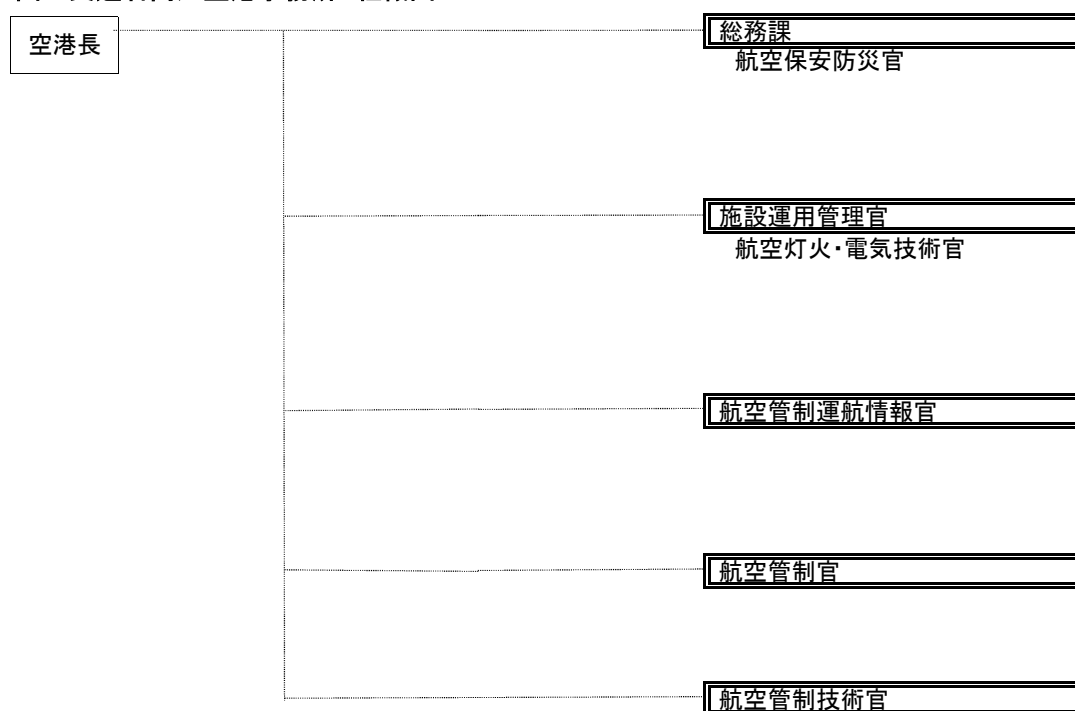 空港長
総務課
航空保安防災官
施設運用管理官
航空灯火・電気技術官
航空管制運航情報官
航空管制官
航空管制技術官